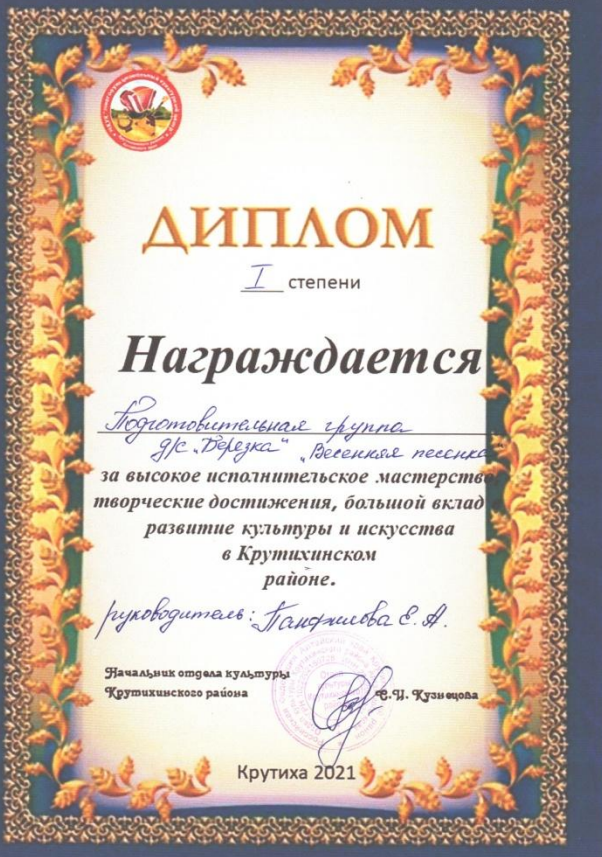 ДИПЛОМ
I степени
Награждается
Подготовительная группа
д/с „Березка“ „Весенняя песенка
за высокое исполнительское мастерство,
творческие достижения, большой вклад
развитие культуры и искусства
в Крутихинском
районе.
руководитель: Панфилова Е. А.
Начальник отдела культуры
Крутихинского района С.И. Кузнецова
Крутиха 2021